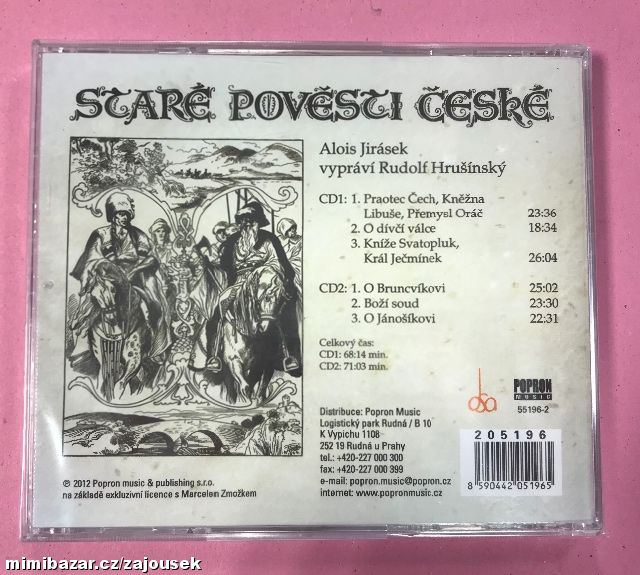 STARÉ POVĚSTI ČESKÉ
Alois Jirásek
vypráví Rudolf Hrušínský
CD1: 1. Praotec Čech, Kněžna
Libuše, Přemysl Oráč 23:36
2. O dívčí válce 18:34
3. Kníže Svatopluk,
Král Ječmínek 26:04
CD2: 1. O Bruncvíkovi 25:02
2. Boží soud 23:30
3. O Jánošíkovi 22:31
Celkový čas:
CD1: 68:14 min.
CD2: 71:03 min.
osa
POPRON
MUSIC
55196-2
Distribuce: Popron Music
Logistický park Rudná / B 10
K Vypichu 1108
252 19 Rudná u Prahy
tel.: +420-227 000 300
fax: +420-227 000 399
e-mail: popron.music@popron.cz
internet: www.popronmusic.cz
205196
8 590442 051965
℗ 2012 Popron music & publishing s.r.o.
na základě exkluzivní licence s Marcelem Zmožkem
mimibazar.cz/zajousek